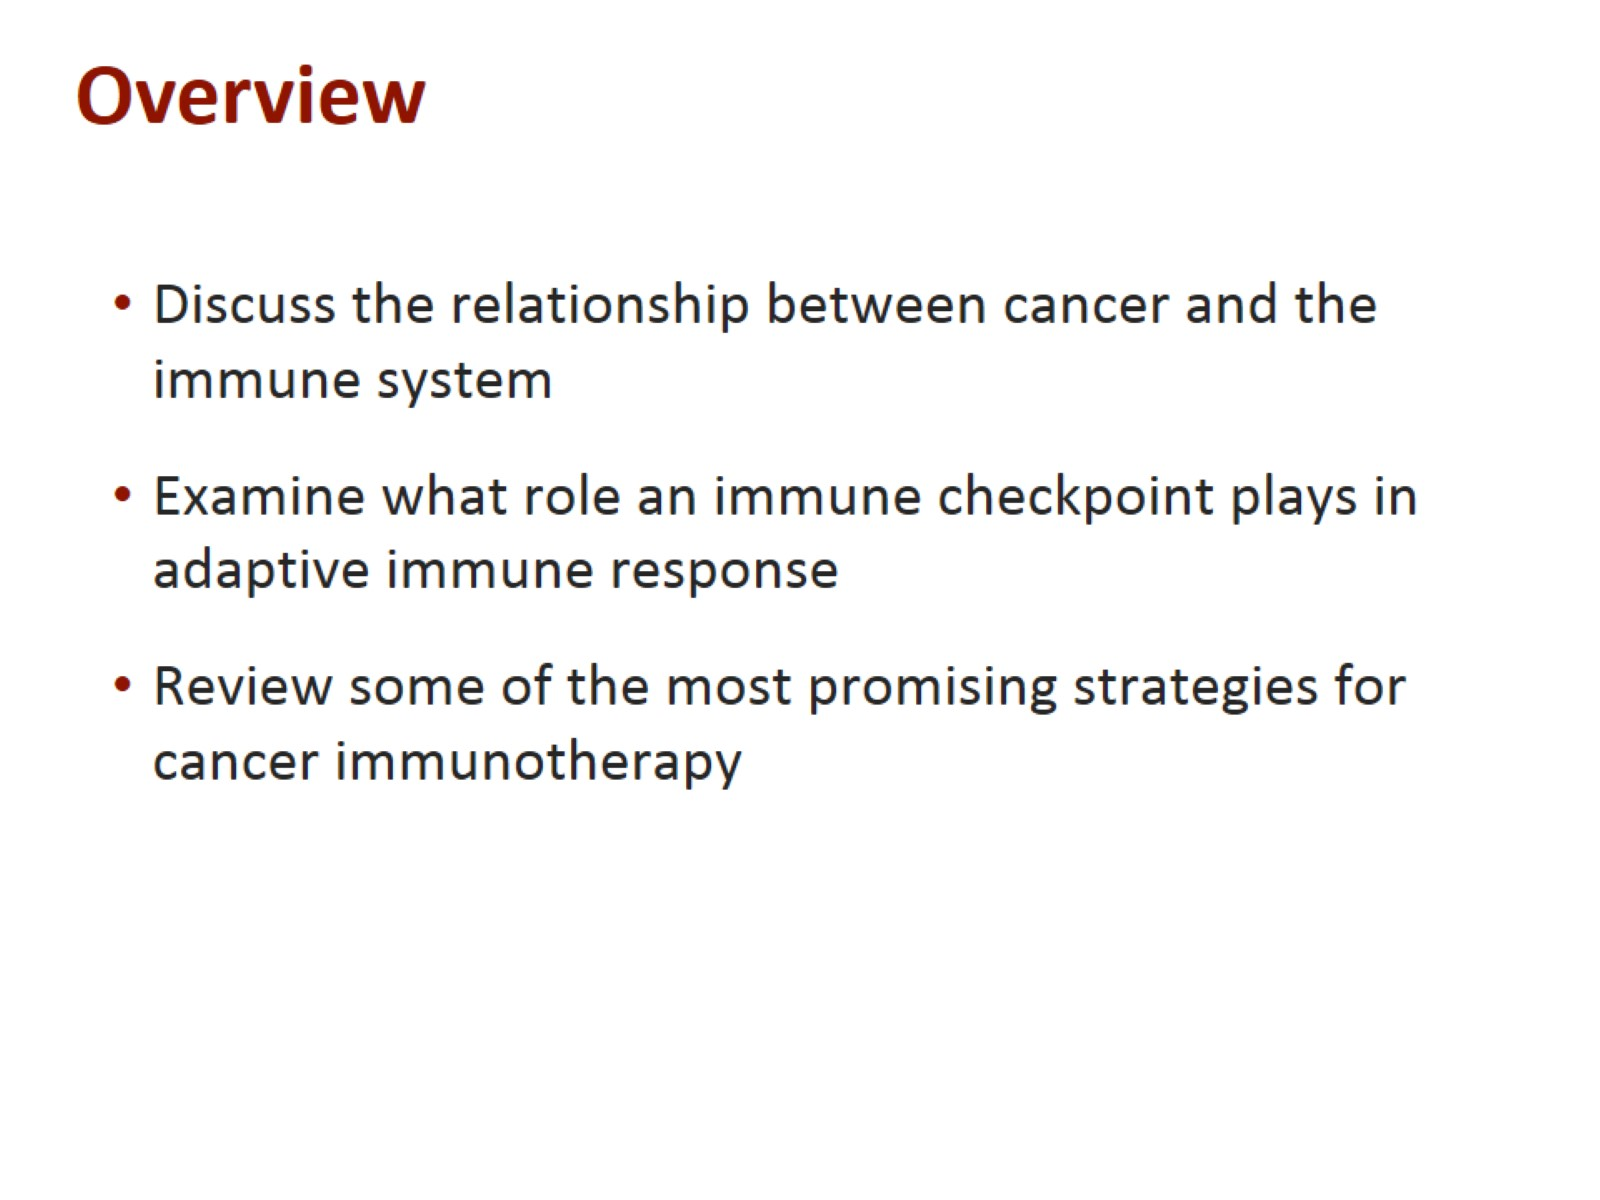 Overview
• Discuss the relationship between cancer and the
immune system
• Examine what role an immune checkpoint plays in
adaptive immune response
• Review some of the most promising strategies for
cancer immunotherapy